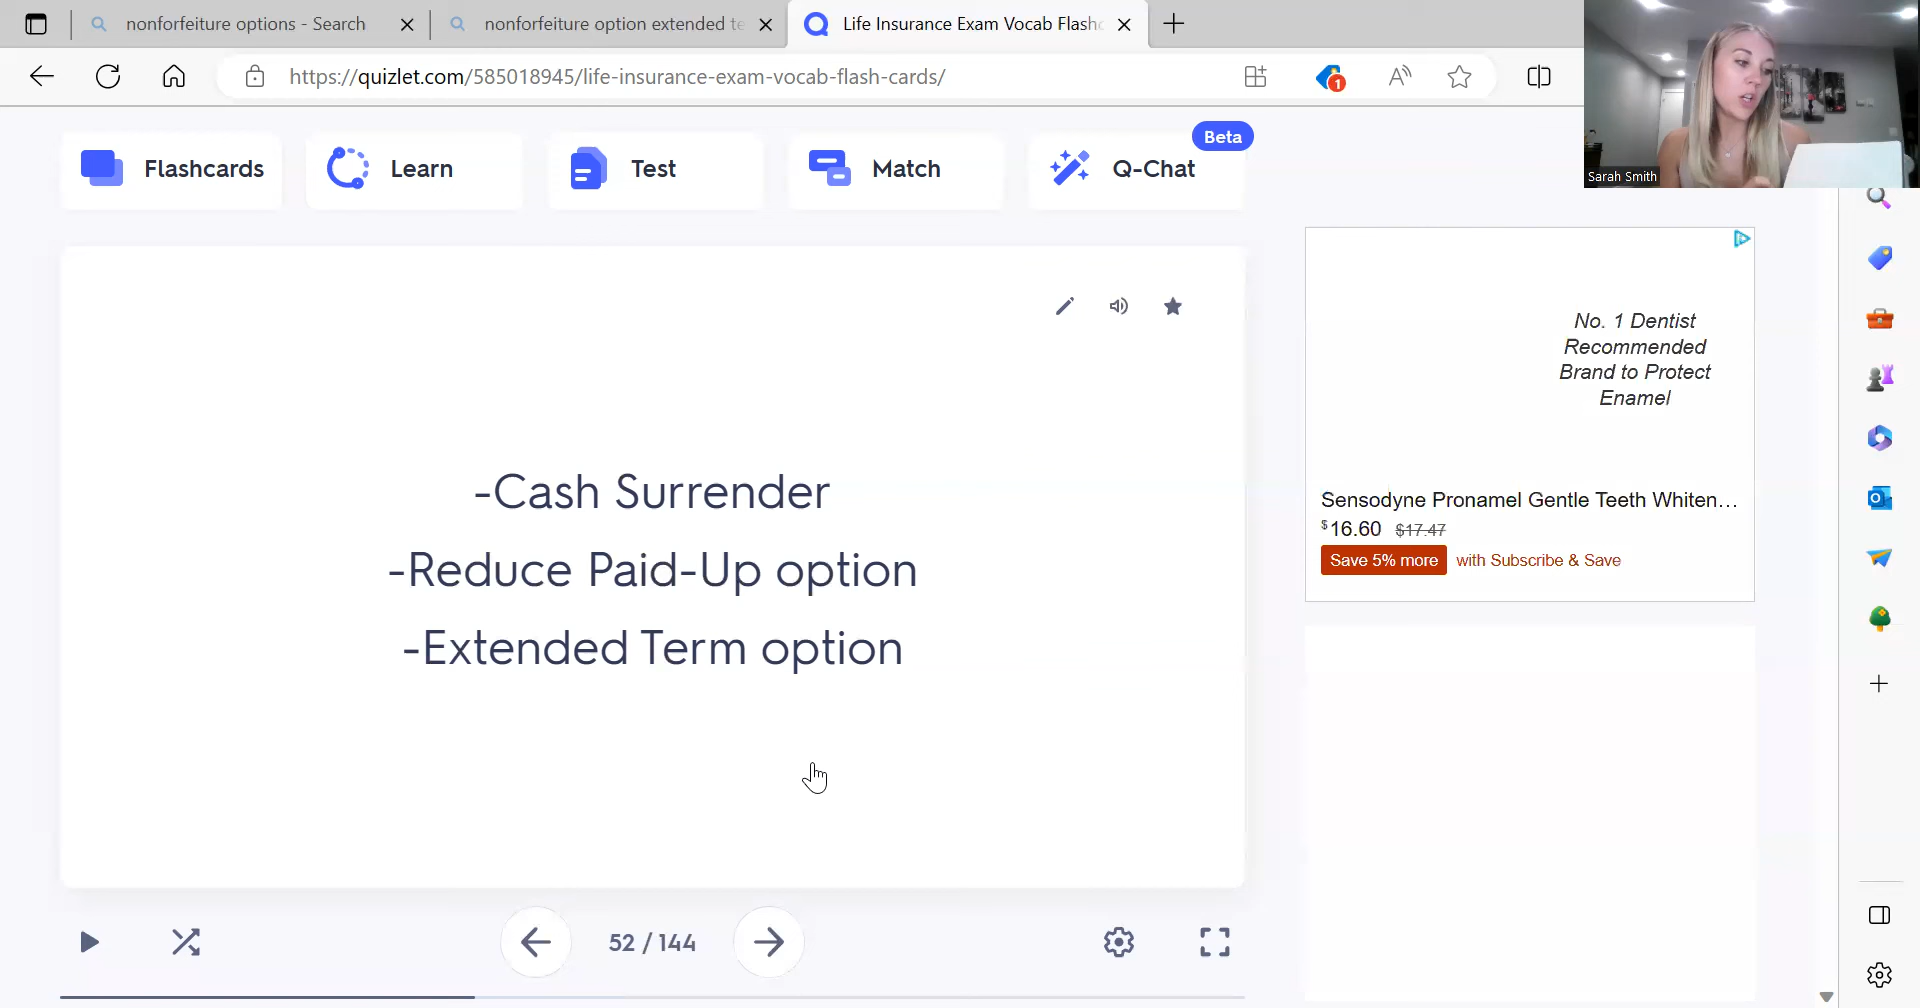 nonforfeiture options - Search
nonforfeiture option extended te
Life Insurance Exam Vocab Flashc
https://quizlet.com/585018945/life-insurance-exam-vocab-flash-cards/
1
Sarah Smith
Flashcards
Learn
Test
Match
Q-Chat
Beta
-Cash Surrender
-Reduce Paid-Up option
-Extended Term option
52 / 144
No. 1 Dentist
Recommended
Brand to Protect
Enamel
Sensodyne Pronamel Gentle Teeth Whiten...
$16.60 $17.47
Save 5% more with Subscribe & Save